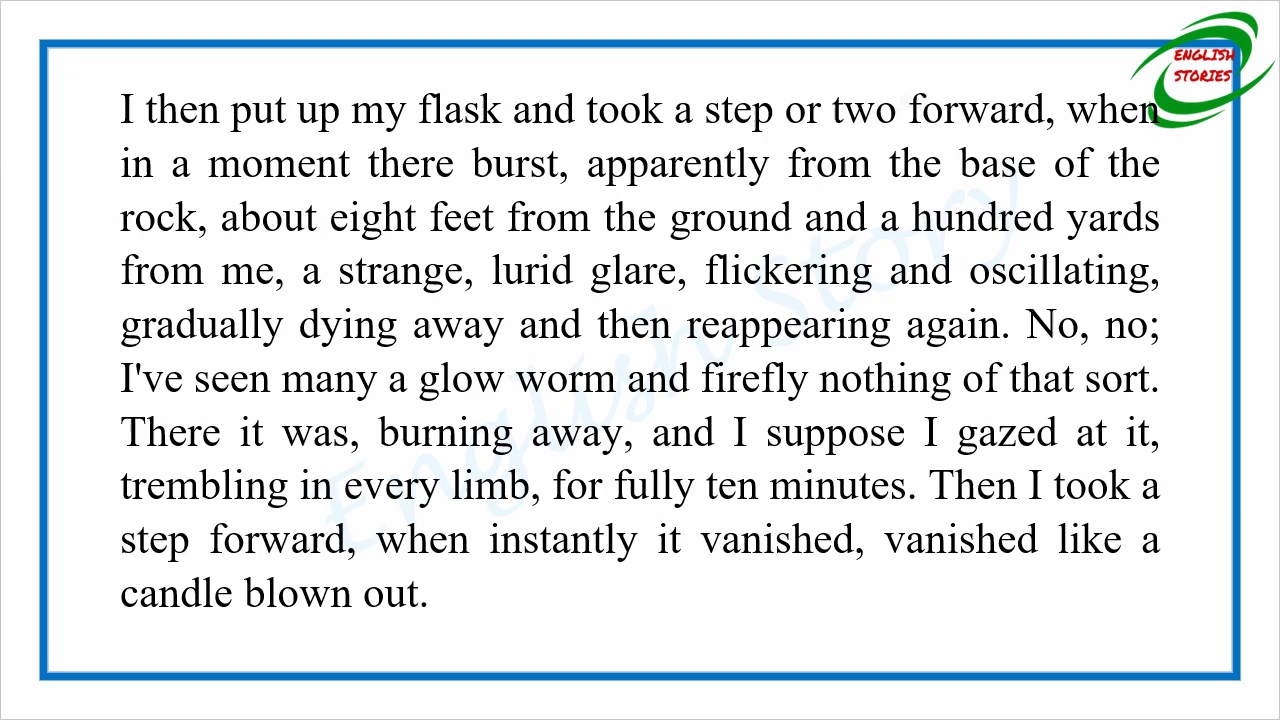 ENGLISH
STORIES
I then put up my flask and took a step or two forward, when
in a moment there burst, apparently from the base of the
rock, about eight feet from the ground and a hundred yards
from me, a strange, lurid glare, flickering and oscillating,
gradually dying away and then reappearing again. No, no;
I've seen many a glow worm and firefly nothing of that sort.
There it was, burning away, and I suppose I gazed at it,
trembling in every limb, for fully ten minutes. Then I took a
step forward, when instantly it vanished, vanished like a
candle blown out.
English Story